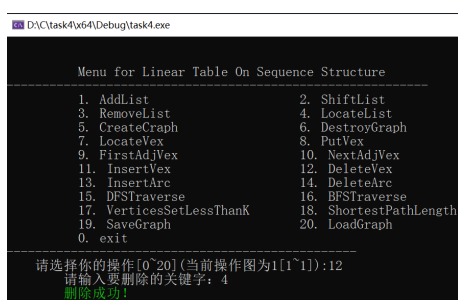 D:\C\task4\x64\Debug\task4.exe
Menu for Linear Table On Sequence Structure
1. AddList 2. ShiftList
3. RemoveList 4. LocateList
5. CreateCraph 6. DestroyGraph
7. LocateVex 8. PutVex
9. FirstAdjVex 10. NextAdjVex
11. InsertVex 12. DeleteVex
13. InsertArc 14. DeleteArc
15. DFSTraverse 16. BFSTraverse
17. VerticesSetLessThanK 18. ShortestPathLength
19. SaveGraph 20. LoadGraph
0. exit
请选择你的操作[0~20](当前操作图为1[1~1]):12
请输入要删除的关键字：4
删除成功!